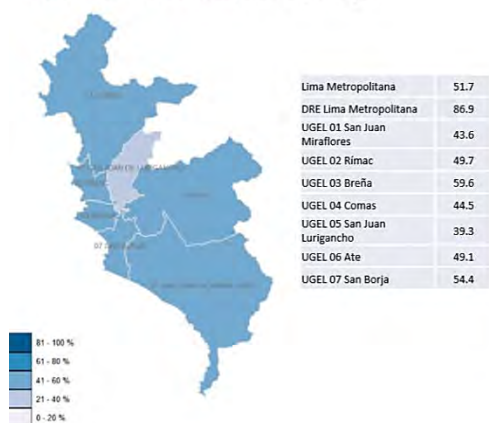 Lima Metropolitana 51.7
DRE Lima Metropolitana 86.9
UGEL 01 San Juan
Miraflores 43.6
UGEL 02 Rímac 49.7
UGEL 03 Breña 59.6
UGEL 04 Comas 44.5
UGEL 05 San Juan
Lurigancho 39.3
UGEL 06 Ate 49.1
UGEL 07 San Borja 54.4
81 - 100 %
61 - 80 %
41 - 60 %
21 - 40 %
0 - 20 %